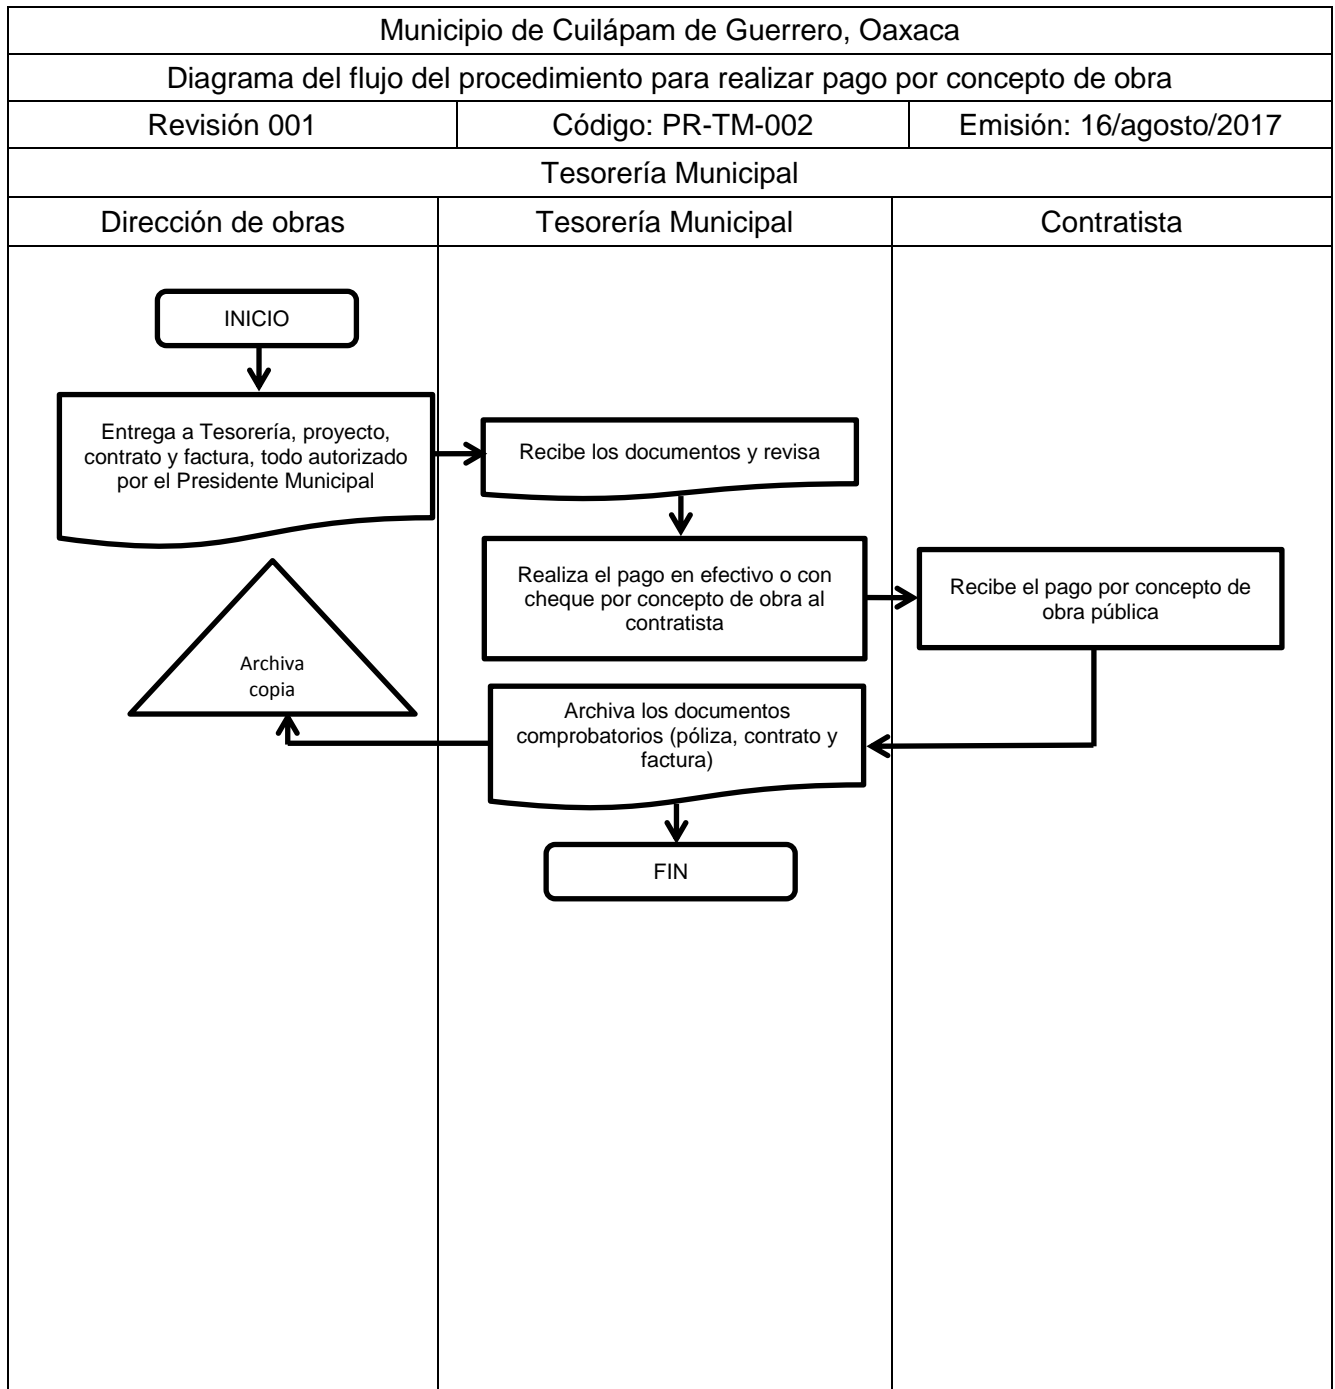 Municipio de Cuilápam de Guerrero, Oaxaca
Diagrama del flujo del procedimiento para realizar pago por concepto de obra
Revisión 001
Código: PR-TM-002
Emisión: 16/agosto/2017
Tesorería Municipal
Dirección de obras
Tesorería Municipal
Contratista
INICIO
Entrega a Tesorería, proyecto,
contrato y factura, todo autorizado
por el Presidente Municipal
Recibe los documentos y revisa
Realiza el pago en efectivo o con
cheque por concepto de obra al
contratista
Recibe el pago por concepto de
obra pública
Archiva los documentos
comprobatorios (póliza, contrato y
factura)
Archiva
copia
FIN